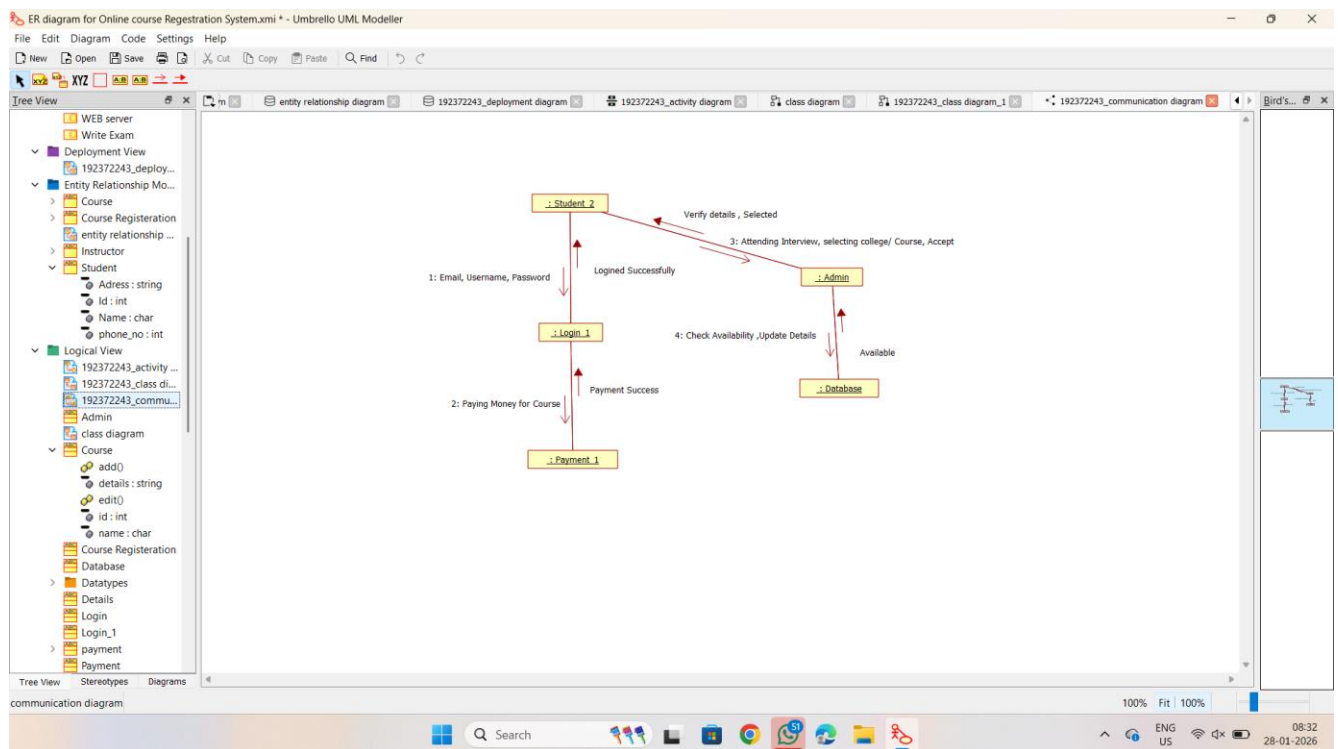 ER diagram for Online course Regestration System.xmi * - Umbrello UML Modeller
File Edit Diagram Code Settings Help
New Open Save Cut Copy Paste Find
XYZ XYZ A.B A.B
Tree View
m entity relationship diagram 192372243_deployment diagram 192372243_activity diagram class diagram 192372243_class diagram_1 192372243_communication diagram
Bird's...
WEB server
Write Exam
Deployment View
192372243_deploy...
Entity Relationship Mo...
Course
Course Registeration
entity relationship ...
Instructor
Student
Adress : string
Id : int
Name : char
phone_no : int
Logical View
192372243_activity ...
192372243_class di...
192372243_commu...
Admin
class diagram
Course
add()
details : string
edit()
id : int
name : char
Course Registeration
Database
Datatypes
Details
Login
Login_1
payment
Payment
Tree View Stereotypes Diagrams
: Student_2
Verify details , Selected
3: Attending Interview, selecting college/ Course, Accept
1: Email, Username, Password
Logined Successfully
: Admin
: Login_1
4: Check Availability ,Update Details
Available
Payment Success
: Database
2: Paying Money for Course
: Payment_1
communication diagram
100% Fit 100%
Search
51
ENG
US
08:32
28-01-2026